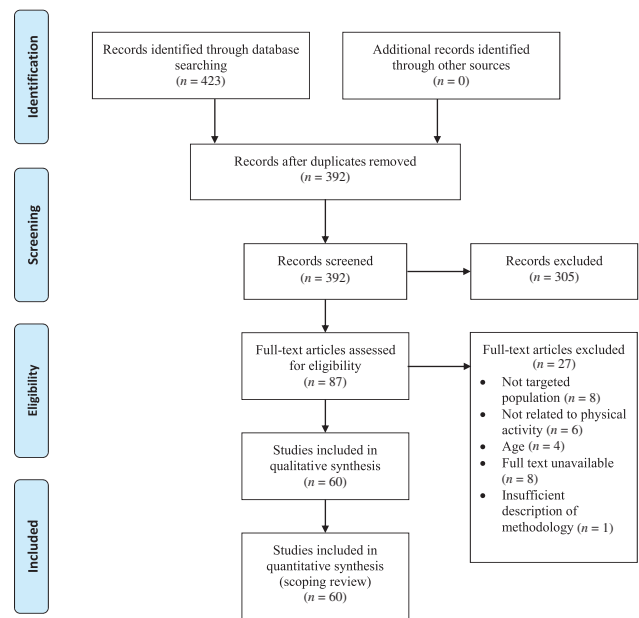 Identification
Records identified through database
searching
(n = 423)
Additional records identified
through other sources
(n = 0)
Records after duplicates removed
(n = 392)
Screening
Records screened
(n = 392)
Records excluded
(n = 305)
Eligibility
Full-text articles assessed
for eligibility
(n = 87)
Full-text articles excluded
(n = 27)
• Not targeted
population (n = 8)
• Not related to physical
activity (n = 6)
• Age (n = 4)
• Full text unavailable
(n = 8)
• Insufficient
description of
methodology (n = 1)
Studies included in
qualitative synthesis
(n = 60)
Included
Studies included in
quantitative synthesis
(scoping review)
(n = 60)